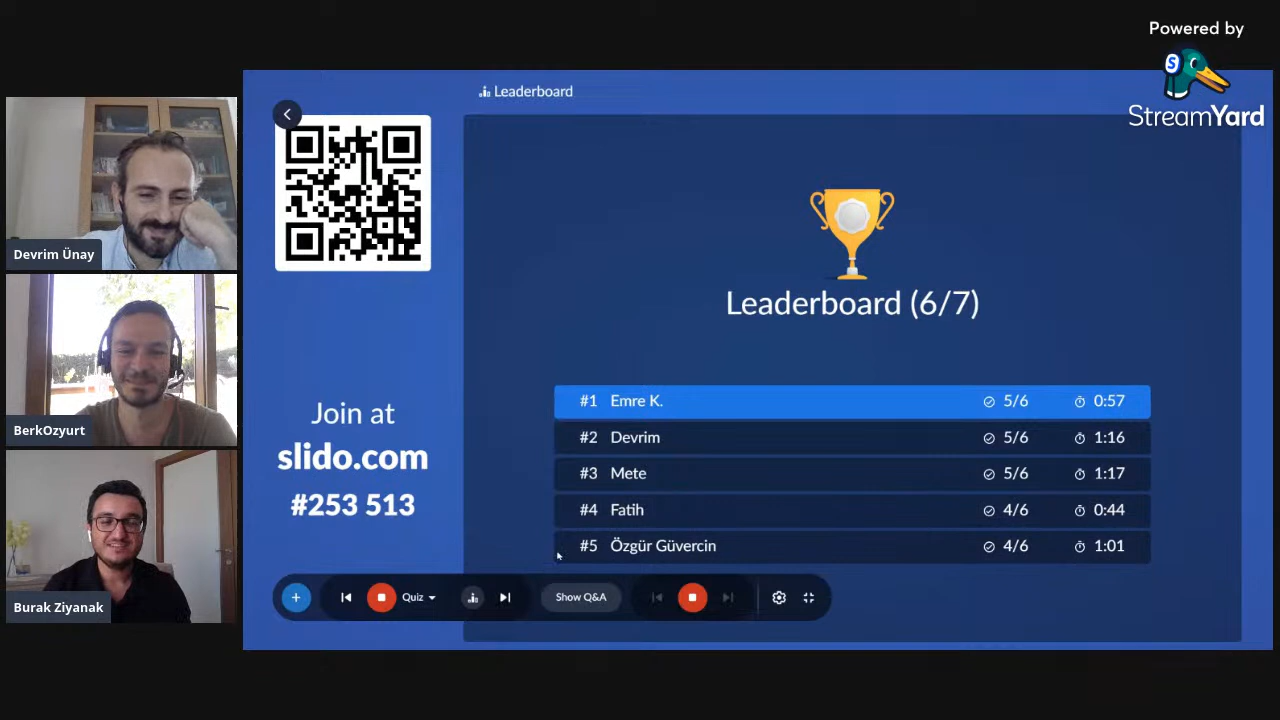 Powered by
StreamYard
Leaderboard
Devrim Ünay
BerkOzyurt
Burak Ziyanak
Join at
slido.com
#253 513
Leaderboard (6/7)
#1 Emre K. 5/6 0:57
#2 Devrim 5/6 1:16
#3 Mete 5/6 1:17
#4 Fatih 4/6 0:44
#5 Özgür Güvercin 4/6 1:01
Quiz
Show Q&A